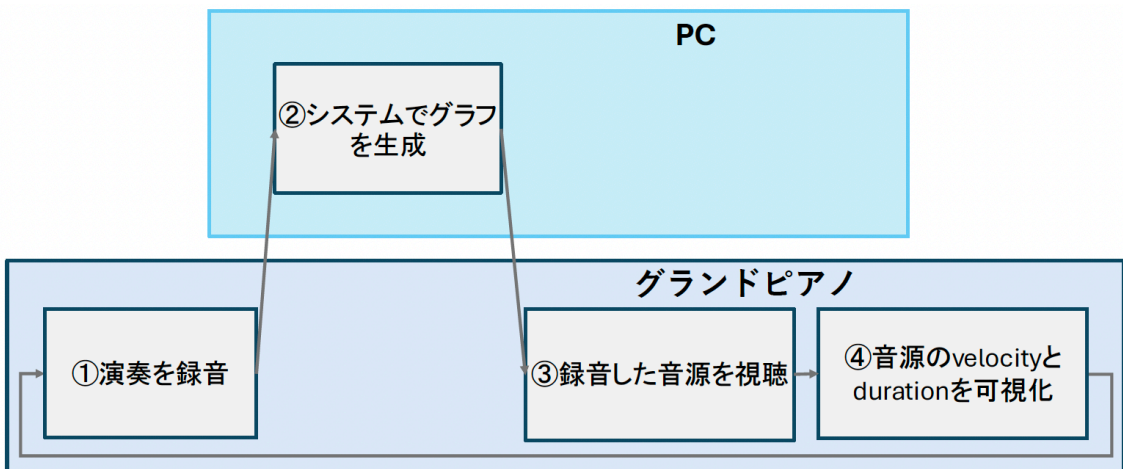 PC
②システムでグラフ
を生成
グランドピアノ
①演奏を録音
③録音した音源を視聴
④音源のvelocityと
durationを可視化